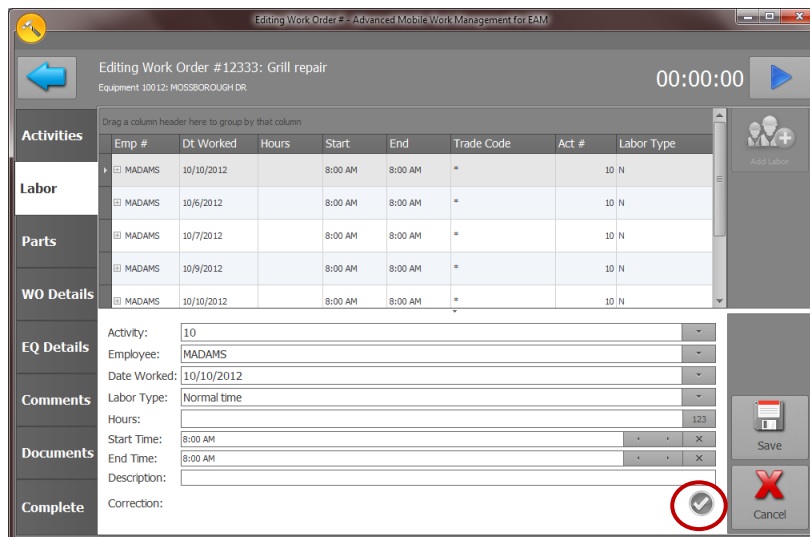 Editing Work Order # - Advanced Mobile Work Management for EAM
Editing Work Order #12333: Grill repair
Equipment 10012: MOSSBOROUGH DR
00:00:00
Activities
Labor
Parts
WO Details
EQ Details
Comments
Documents
Complete
Drag a column header here to group by that column
Emp # Dt Worked Hours Start End Trade Code Act # Labor Type
MADAMS 10/10/2012 8:00 AM 8:00 AM * 10 N
MADAMS 10/6/2012 8:00 AM 8:00 AM * 10 N
MADAMS 10/7/2012 8:00 AM 8:00 AM * 10 N
MADAMS 10/9/2012 8:00 AM 8:00 AM * 10 N
MADAMS 10/10/2012 8:00 AM 8:00 AM * 10 N
Add Labor
Activity: 10
Employee: MADAMS
Date Worked: 10/10/2012
Labor Type: Normal time
Hours: 123
Start Time: 8:00 AM
End Time: 8:00 AM
Description:
Correction:
Save
Cancel